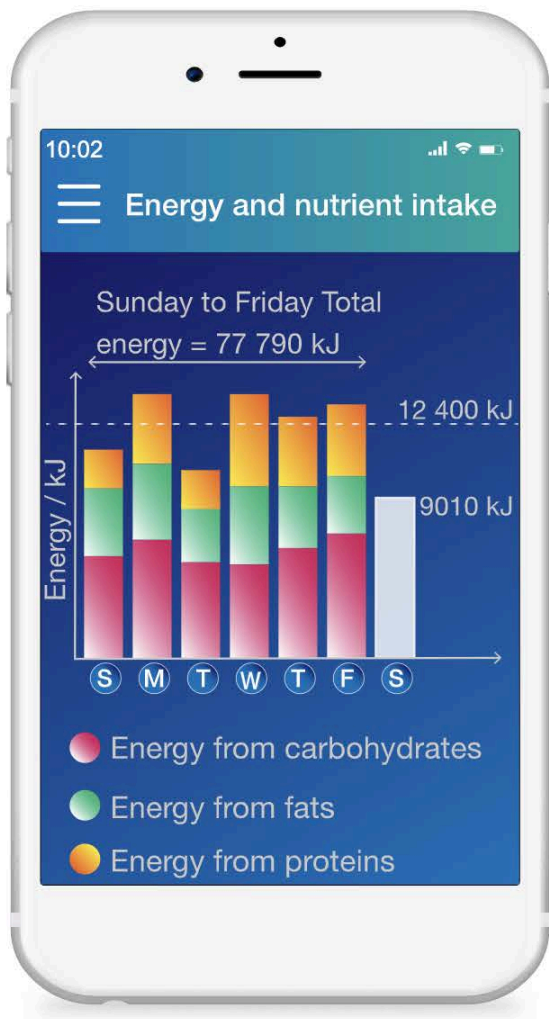 10:02
Energy and nutrient intake
Sunday to Friday Total
energy = 77 790 kJ
12 400 kJ
9010 kJ
Energy / kJ
S M T W T F S
Energy from carbohydrates
Energy from fats
Energy from proteins